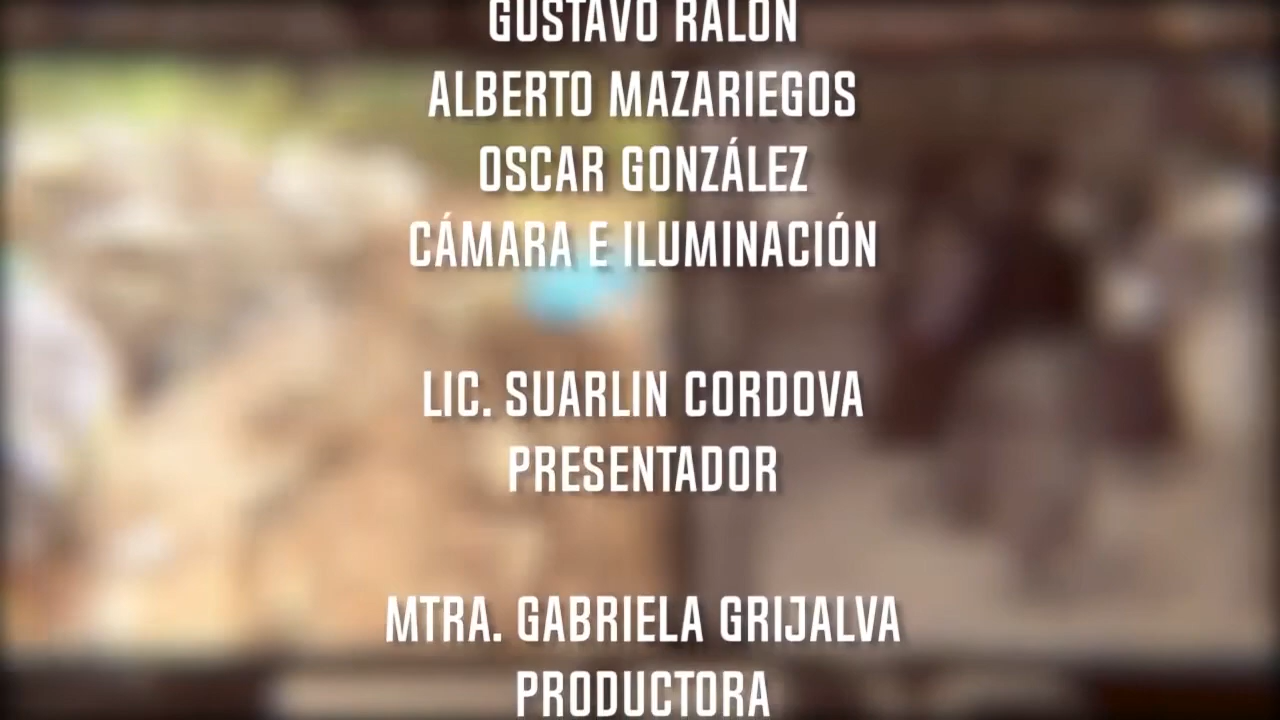 GUSTAVO RALON
ALBERTO MAZARIEGOS
OSCAR GONZÁLEZ
CÁMARA E ILUMINACIÓN
LIC. SUARLIN CORDOVA
PRESENTADOR
MTRA. GABRIELA GRIJALVA
PRODUCTORA